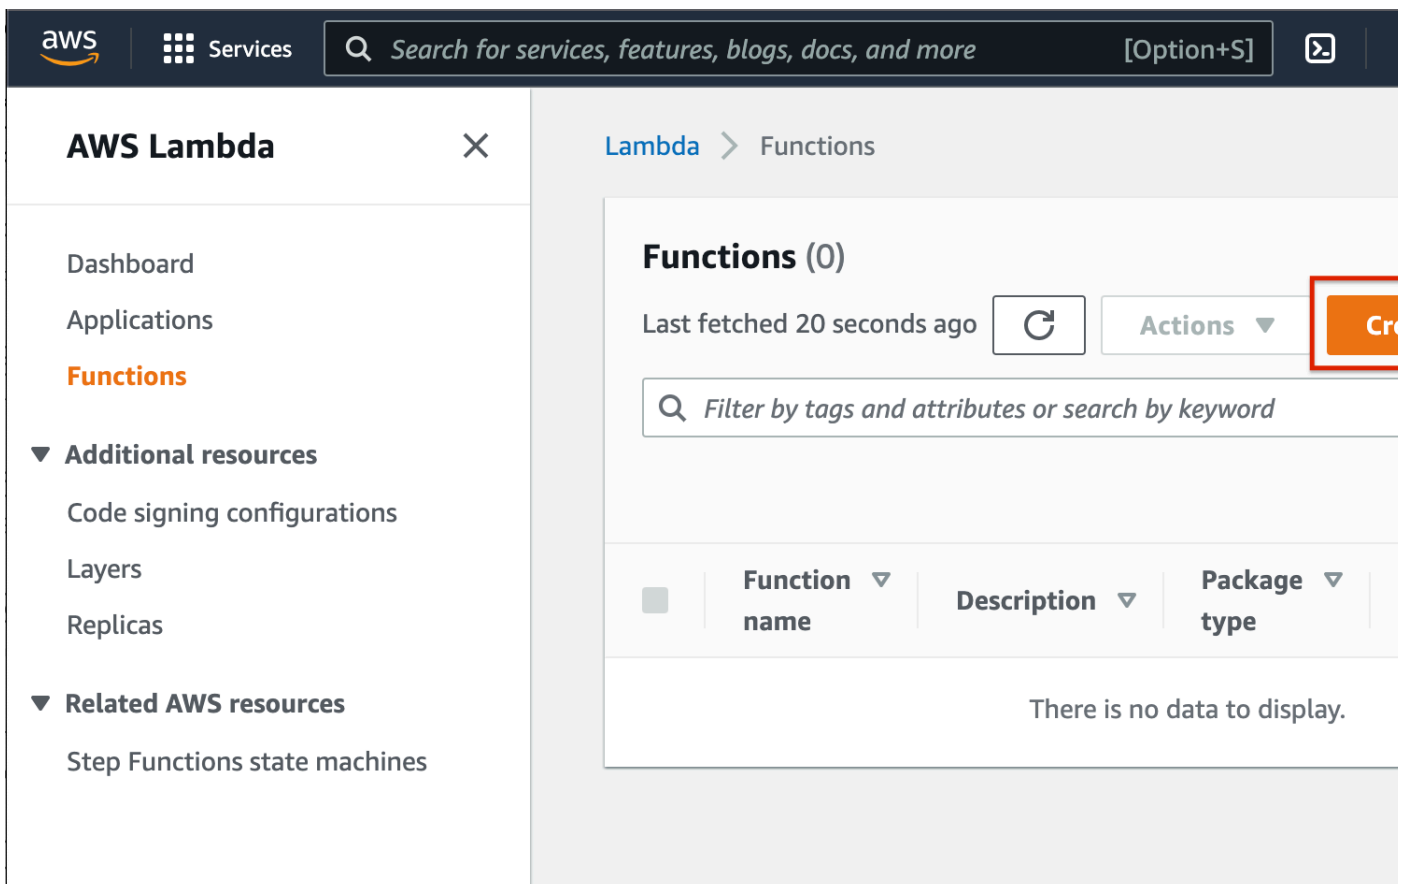 aws
Services
Search for services, features, blogs, docs, and more
[Option+S]
AWS Lambda
Dashboard
Applications
Functions
Additional resources
Code signing configurations
Layers
Replicas
Related AWS resources
Step Functions state machines
Lambda
Functions
Functions (0)
Last fetched 20 seconds ago
Actions
Filter by tags and attributes or search by keyword
Function
name
Description
Package
type
There is no data to display.